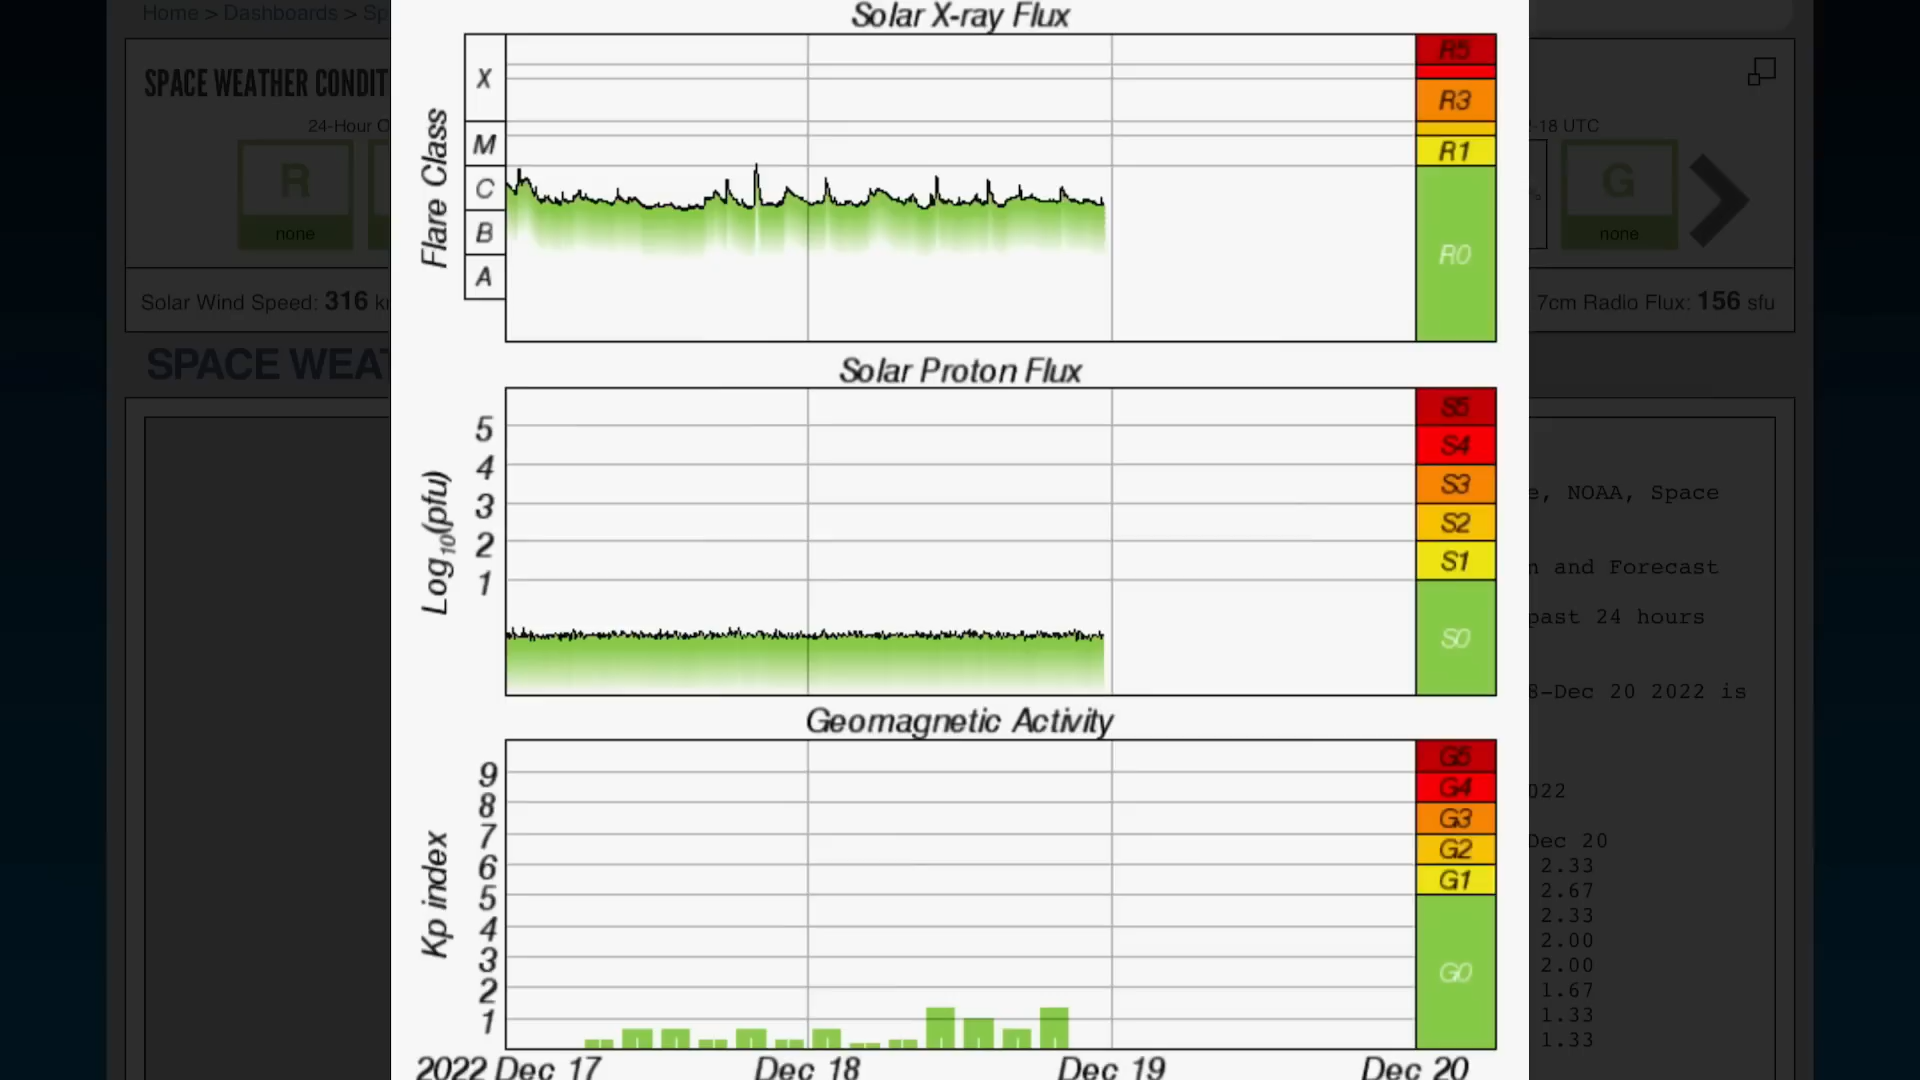 Home > Dashboards > Sp
Solar X-ray Flux
SPACE WEATHER CONDIT
24-Hour O
-18 UTC
R
none
G
none
Solar Wind Speed: 316 k
7cm Radio Flux: 156 sfu
SPACE WEAT
Flare Class
X
M
C
B
A
R5
R3
R1
R0
Solar Proton Flux
Log10(pfu)
5
4
3
2
1
S5
S4
S3
S2
S1
S0
e, NOAA, Space
n and Forecast
past 24 hours
8-Dec 20 2022 is
022
Dec 20
2.33
2.67
2.33
2.00
2.00
1.67
1.33
1.33
Geomagnetic Activity
Kp index
9
8
7
6
5
4
3
2
1
G5
G4
G3
G2
G1
G0
2022 Dec 17
Dec 18
Dec 19
Dec 20